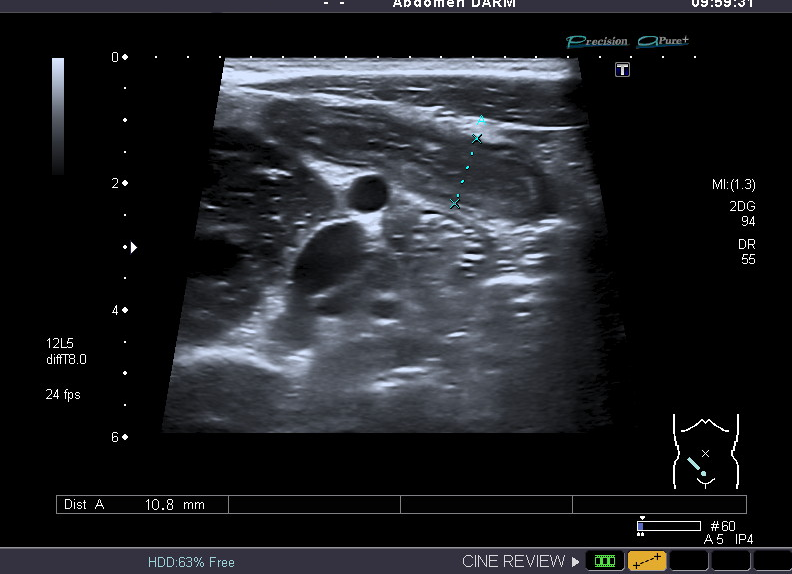 - - Abdomen DARM 09:59:31
Precision APure+
T
0
2
4
6
MI:(1.3)
2DG
94
DR
55
12L5
diffT8.0
24 fps
Dist A 10.8 mm
#60
A 5 IP4
HDD:63% Free
CINE REVIEW